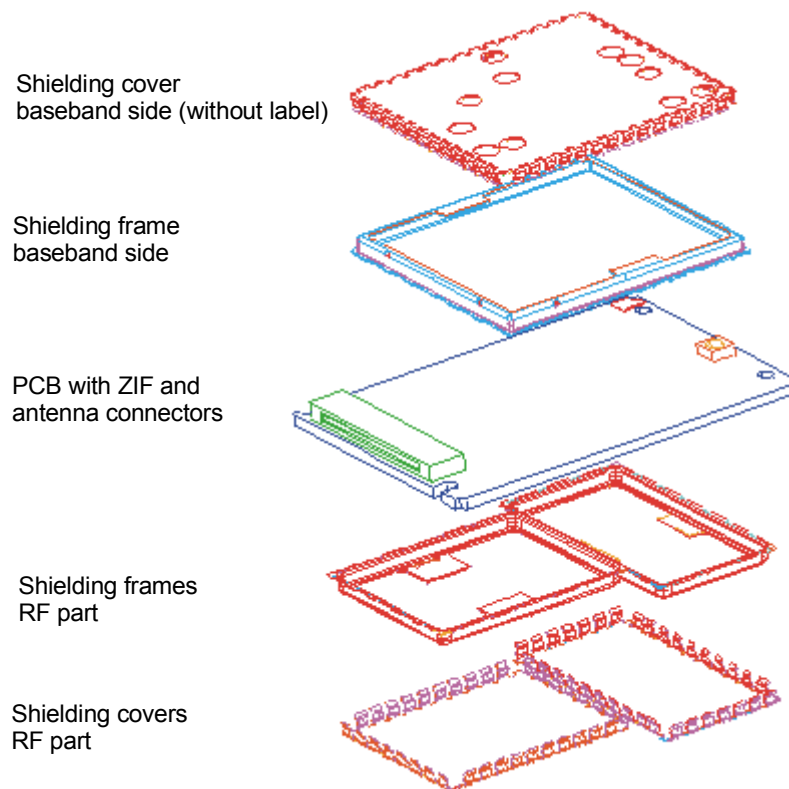 Shielding cover
baseband side (without label)
Shielding frame
baseband side
PCB with ZIF and
antenna connectors
Shielding frames
RF part
Shielding covers
RF part